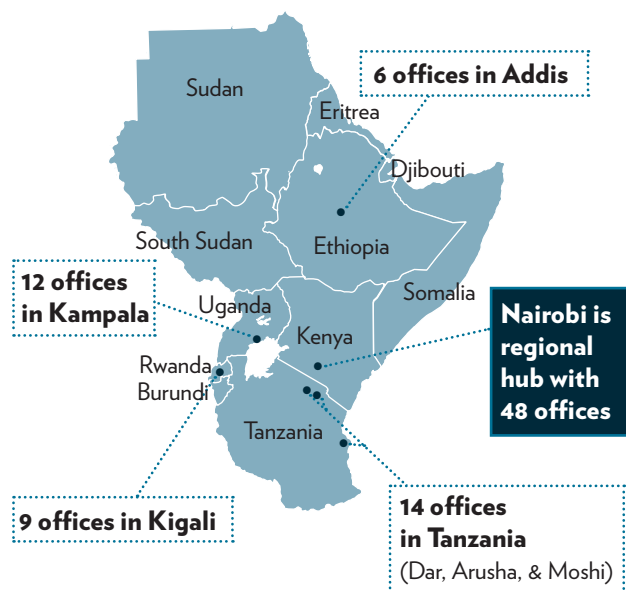 6 offices in Addis
Sudan
Eritrea
Djibouti
South Sudan
Ethiopia
12 offices
in Kampala
Uganda
Somalia
Kenya
Nairobi is
regional
hub with
48 offices
Rwanda
Burundi
Tanzania
9 offices in Kigali
14 offices
in Tanzania
(Dar, Arusha, & Moshi)